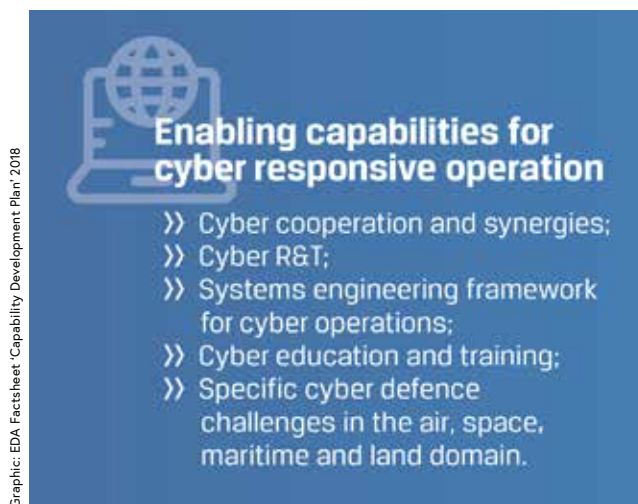 Enabling capabilities for
cyber responsive operation
》 Cyber cooperation and synergies;
》 Cyber R&T;
》 Systems engineering framework
for cyber operations;
》 Cyber education and training;
》 Specific cyber defence
challenges in the air, space,
maritime and land domain.
Graphic: EDA Factsheet ‘Capability Development Plan’ 2018